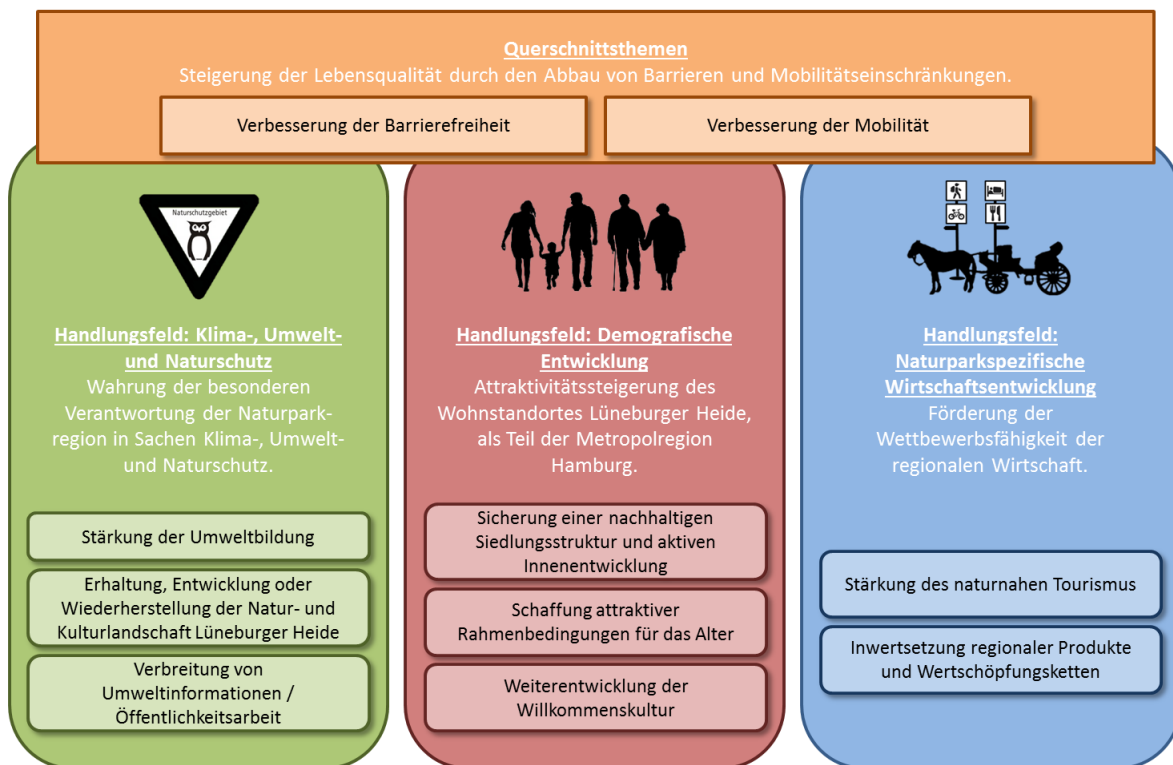 Querschnittsthemen
Steigerung der Lebensqualität durch den Abbau von Barrieren und Mobilitätseinschränkungen.
Verbesserung der Barrierefreiheit
Verbesserung der Mobilität
Naturschutzgebiet
Handlungsfeld: Klima-, Umwelt-
und Naturschutz
Wahrung der besonderen
Verantwortung der Naturpark-
region in Sachen Klima-, Umwelt-
und Naturschutz.
Stärkung der Umweltbildung
Erhaltung, Entwicklung oder
Wiederherstellung der Natur- und
Kulturlandschaft Lüneburger Heide
Verbreitung von
Umweltinformationen /
Öffentlichkeitsarbeit
Handlungsfeld: Demografische
Entwicklung
Attraktivitätssteigerung des
Wohnstandortes Lüneburger Heide,
als Teil der Metropolregion
Hamburg.
Sicherung einer nachhaltigen
Siedlungsstruktur und aktiven
Innenentwicklung
Schaffung attraktiver
Rahmenbedingungen für das Alter
Weiterentwicklung der
Willkommenskultur
Handlungsfeld:
Naturparkspezifische
Wirtschaftsentwicklung
Förderung der
Wettbewerbsfähigkeit der
regionalen Wirtschaft.
Stärkung des naturnahen Tourismus
Inwertsetzung regionaler Produkte
und Wertschöpfungsketten